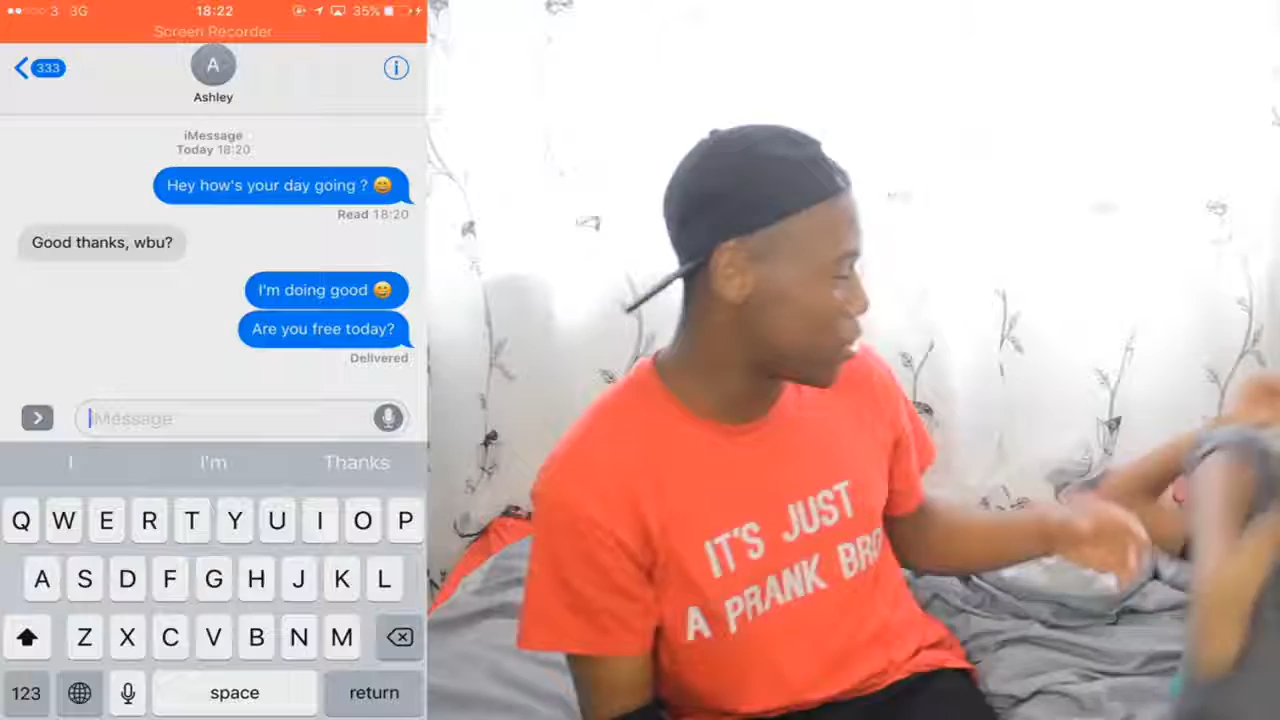 3 3G 18:22 35%
Screen Recorder
333
A
Ashley
iMessage
Today 18:20
Hey how's your day going ? 😄
Read 18:20
Good thanks, wbu?
I'm doing good 😄
Are you free today?
Delivered
iMessage
I I'm Thanks
Q W E R T Y U I O P
A S D F G H J K L
Z X C V B N M
123 space return
IT'S JUST
A PRANK BRO